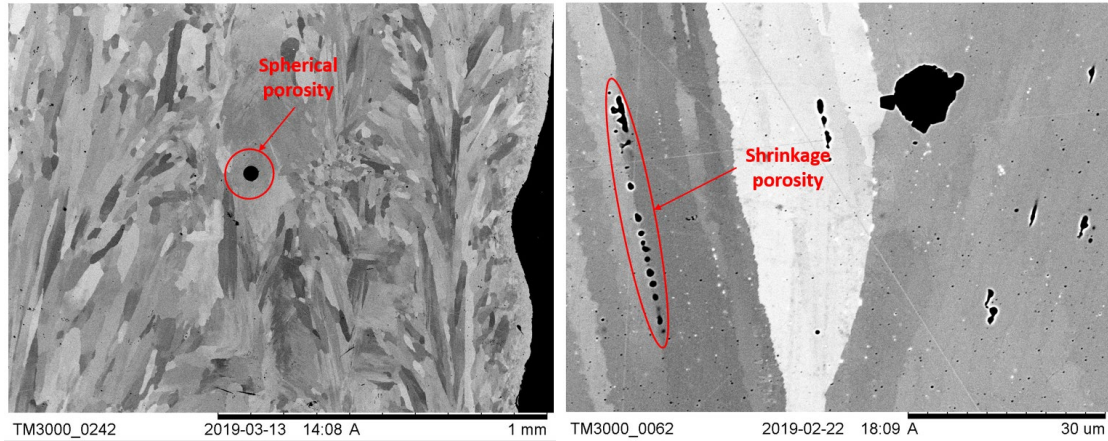 Spherical
porosity
TM3000_0242 2019-03-13 14:08 A 1 mm
Shrinkage
porosity
TM3000_0062 2019-02-22 18:09 A 30 um